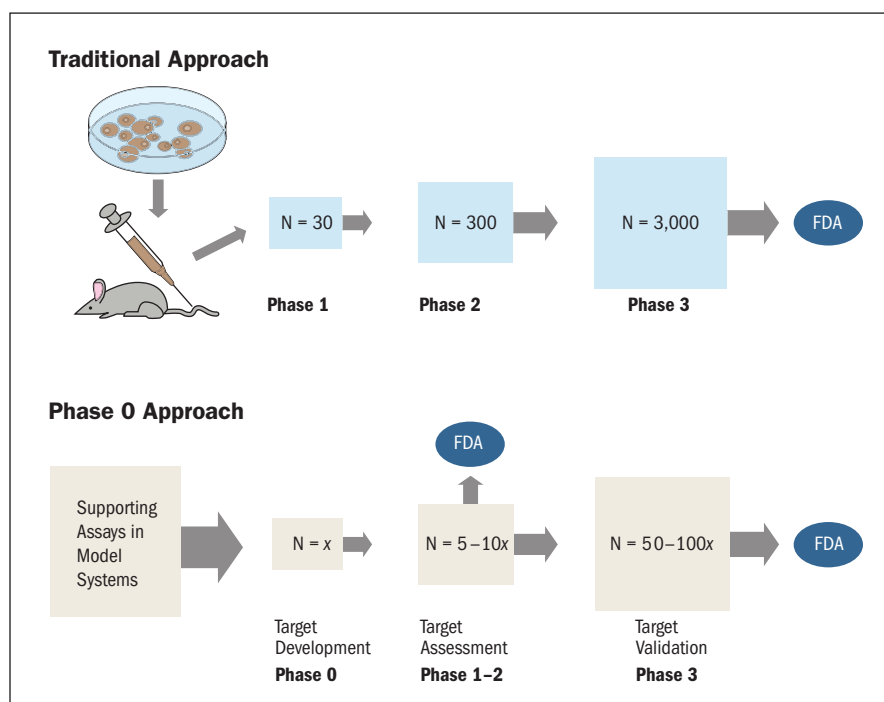 Traditional Approach
N = 30
N = 300
N = 3,000
FDA
Phase 1
Phase 2
Phase 3
Phase 0 Approach
FDA
Supporting
Assays in
Model
Systems
N = x
N = 5–10x
N = 50–100x
FDA
Target
Development
Phase 0
Target
Assessment
Phase 1–2
Target
Validation
Phase 3